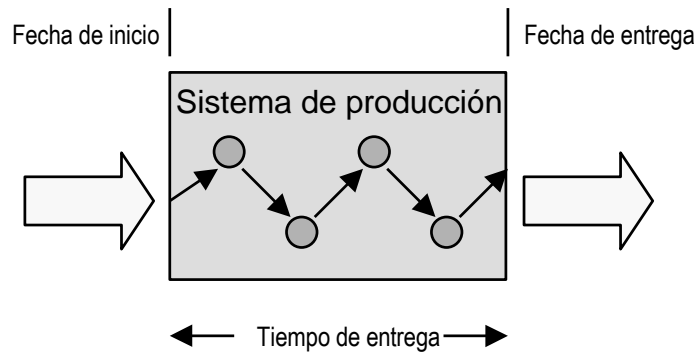 Fecha de inicio
Fecha de entrega
Sistema de producción
Tiempo de entrega